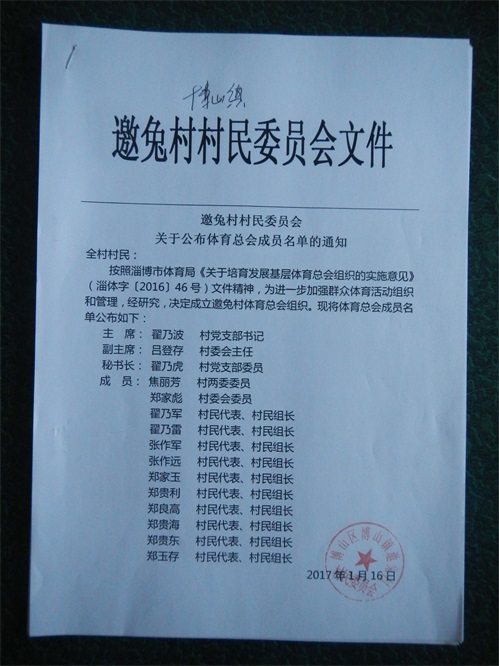 博山镇
邀兔村村民委员会文件
邀兔村村民委员会
关于公布体育总会成员名单的通知
全村村民：
按照淄博市体育局《关于培育发展基层体育总会组织的实施意见》
（淄体字〔2016〕46号）文件精神，为进一步加强群众体育活动组织
和管理，经研究，决定成立邀兔村体育总会组织。现将体育总会成员名
单公布如下：
主 席：翟乃波 村党支部书记
副主席：吕登存 村委会主任
秘书长：翟乃虎 村党支部委员
成 员：焦丽芳 村两委委员
郑家彪 村委会委员
翟乃军 村民代表、村民组长
翟乃雷 村民代表、村民组长
张作军 村民代表、村民组长
张作远 村民代表、村民组长
郑家玉 村民代表、村民组长
郑贵利 村民代表、村民组长
郑良高 村民代表、村民组长
郑贵海 村民代表、村民组长
郑贵东 村民代表、村民组长
郑玉存 村民代表、村民组长
2017年1月16日